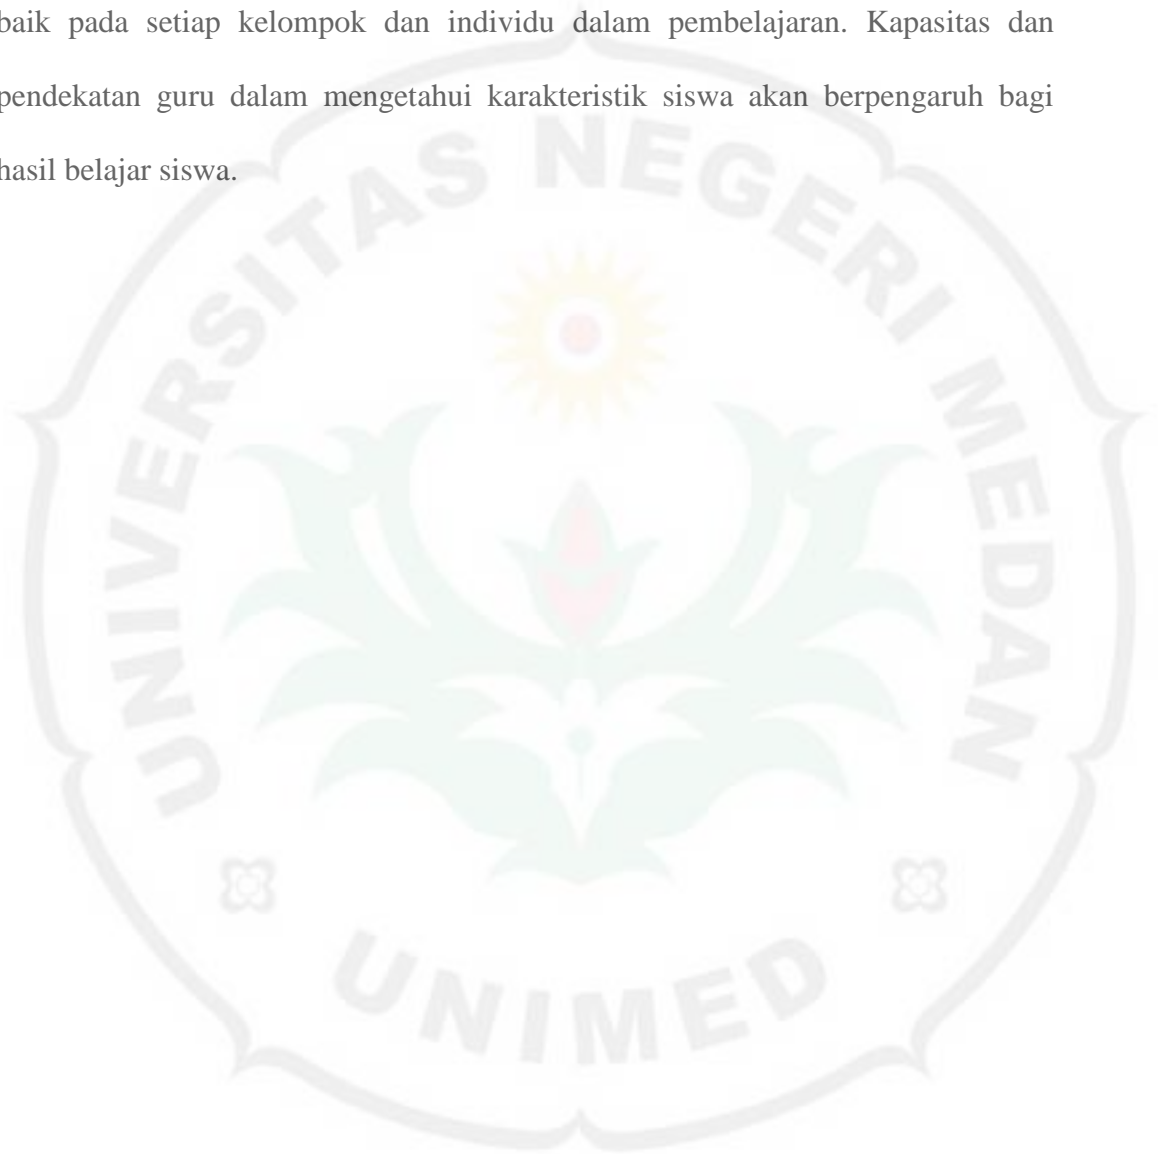 baik pada setiap kelompok dan individu dalam pembelajaran. Kapasitas dan
pendekatan guru dalam mengetahui karakteristik siswa akan berpengaruh bagi
hasil belajar siswa.
UNIVERSITAS NEGERI MEDAN
UNIMED